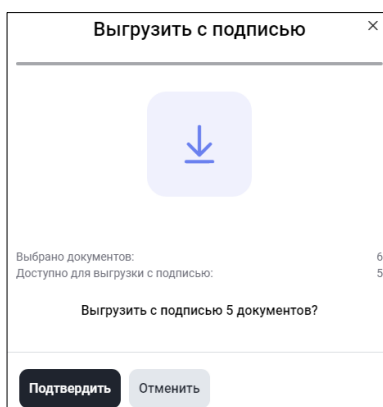 Выгрузить с подписью
Выбрано документов: 6
Доступно для выгрузки с подписью: 5
Выгрузить с подписью 5 документов?
Подтвердить Отменить